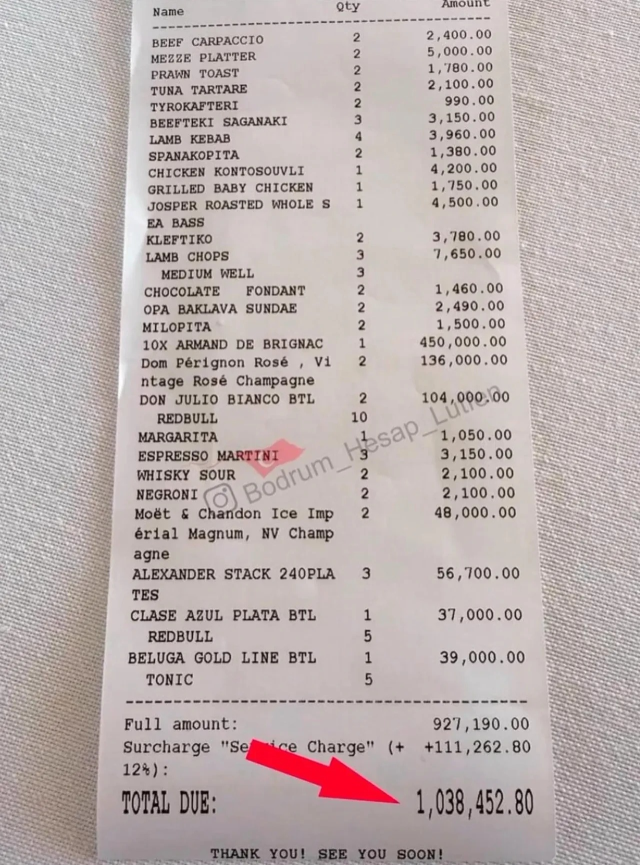 Name Qty Amount
BEEF CARPACCIO 2 2,400.00
MEZZE PLATTER 2 5,000.00
PRAWN TOAST 2 1,780.00
TUNA TARTARE 2 2,100.00
TYROKAFTERI 2 990.00
BEEFTEKI SAGANAKI 3 3,150.00
LAMB KEBAB 4 3,960.00
SPANAKOPITA 2 1,380.00
CHICKEN KONTOSOUVLI 1 4,200.00
GRILLED BABY CHICKEN 1 1,750.00
JOSPER ROASTED WHOLE S 1 4,500.00
EA BASS
KLEFTIKO 2 3,780.00
LAMB CHOPS 3 7,650.00
MEDIUM WELL 3
CHOCOLATE FONDANT 2 1,460.00
OPA BAKLAVA SUNDAE 2 2,490.00
MILOPITA 2 1,500.00
10X ARMAND DE BRIGNAC 1 450,000.00
Dom Pérignon Rosé , Vi 2 136,000.00
ntage Rosé Champagne
DON JULIO BIANCO BTL 2 104,000.00
REDBULL 10
MARGARITA 1 1,050.00
ESPRESSO MARTINI 3 3,150.00
WHISKY SOUR 2 2,100.00
NEGRONI 2 2,100.00
Moët & Chandon Ice Imp 2 48,000.00
érial Magnum, NV Champ
agne
ALEXANDER STACK 240PLA 3 56,700.00
TES
CLASE AZUL PLATA BTL 1 37,000.00
REDBULL 5
BELUGA GOLD LINE BTL 1 39,000.00
TONIC 5
Full amount: 927,190.00
Surcharge "Service Charge" (+ +111,262.80
12%):
TOTAL DUE: 1,038,452.80
THANK YOU! SEE YOU SOON!
Bodrum_Hesap_Lutfen